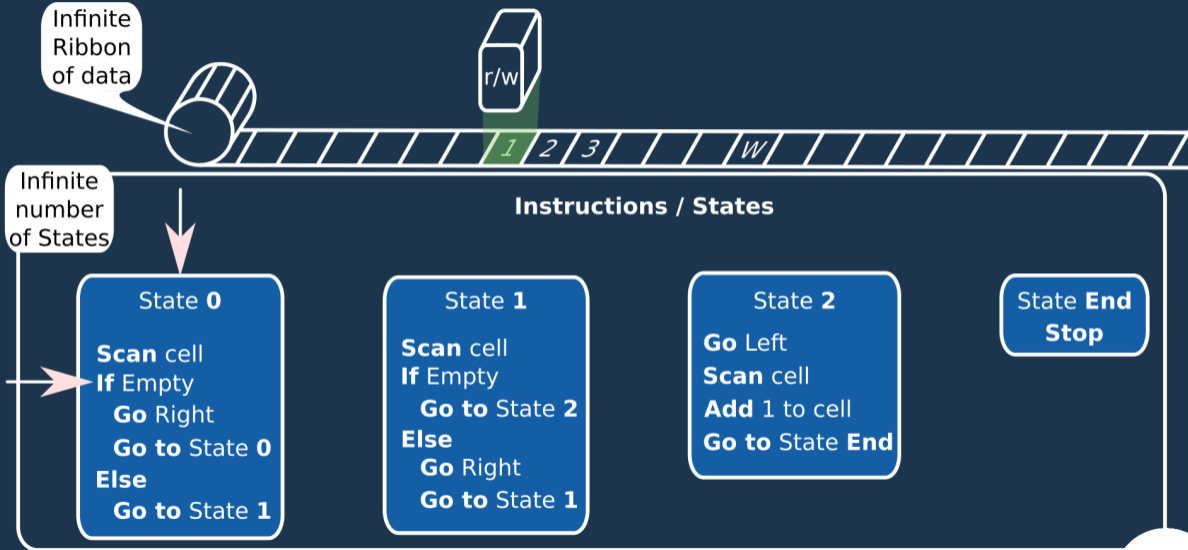 Infinite
Ribbon
of data
r/w
1 2 3 W
Infinite
number
of States
Instructions / States
State 0
Scan cell
If Empty
Go Right
Go to State 0
Else
Go to State 1
State 1
Scan cell
If Empty
Go to State 2
Else
Go Right
Go to State 1
State 2
Go Left
Scan cell
Add 1 to cell
Go to State End
State End
Stop